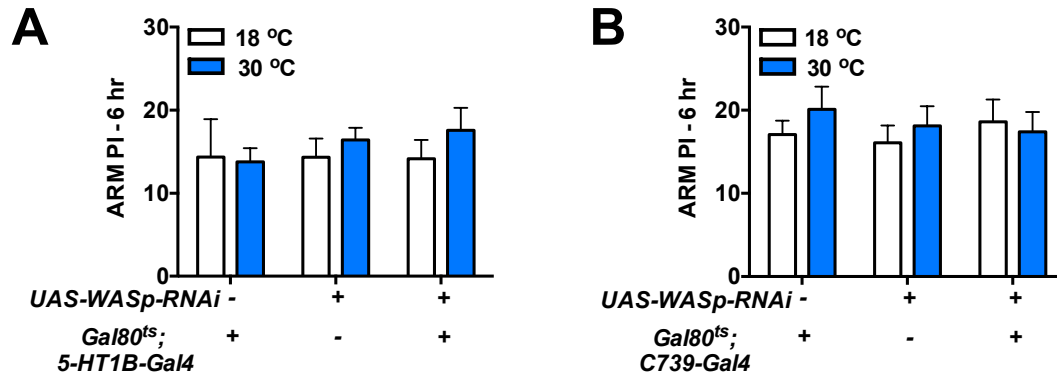 A
30
20
10
0
ARM PI - 6 hr
18 °C
30 °C
UAS-WASp-RNAi - + +
Gal80ts; + - +
5-HT1B-Gal4
B
30
20
10
0
ARM PI - 6 hr
18 °C
30 °C
UAS-WASp-RNAi - + +
Gal80ts; + - +
C739-Gal4